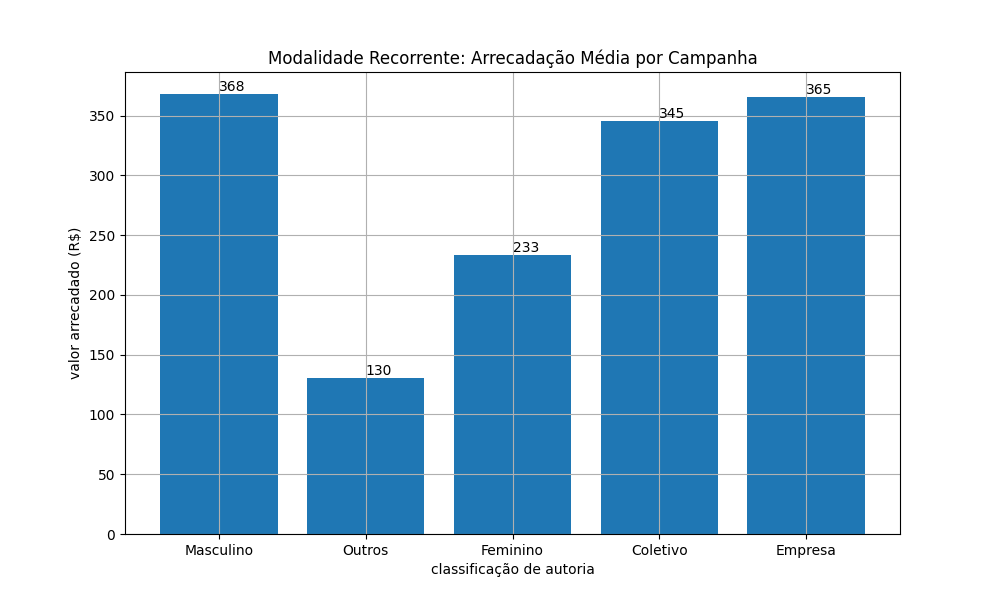 Modalidade Recorrente: Arrecadação Média por Campanha
368
130
233
345
365
350
300
250
200
150
100
50
0
valor arrecadado (R$)
Masculino
Outros
Feminino
Coletivo
Empresa
classificação de autoria